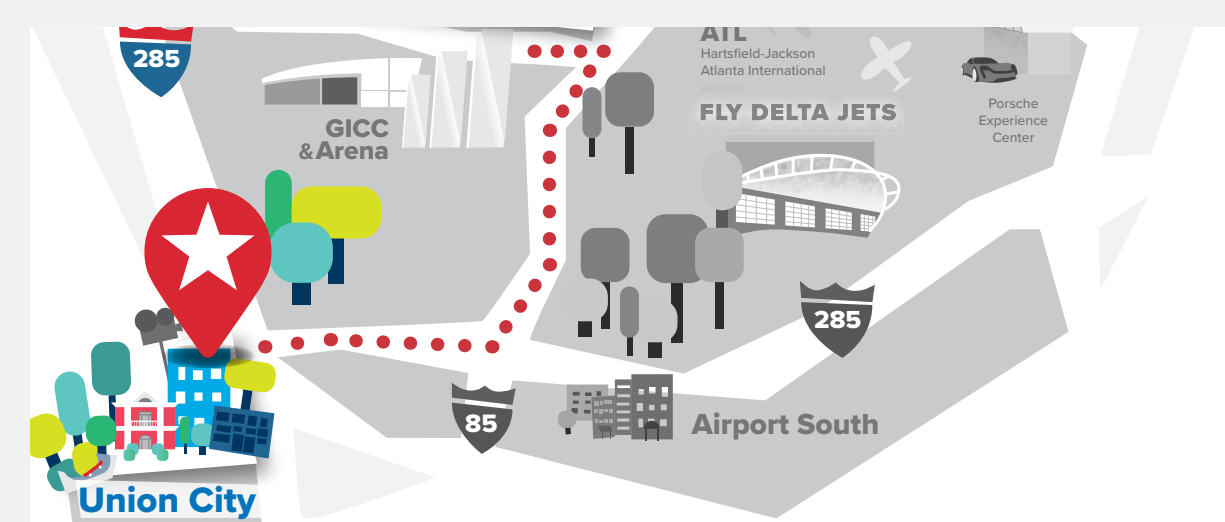 285
ATL
Hartsfield-Jackson
Atlanta International
Airport
FLY DELTA JETS
Porsche
Experience
Center
GICC
&Arena
285
85
Airport South
Union City